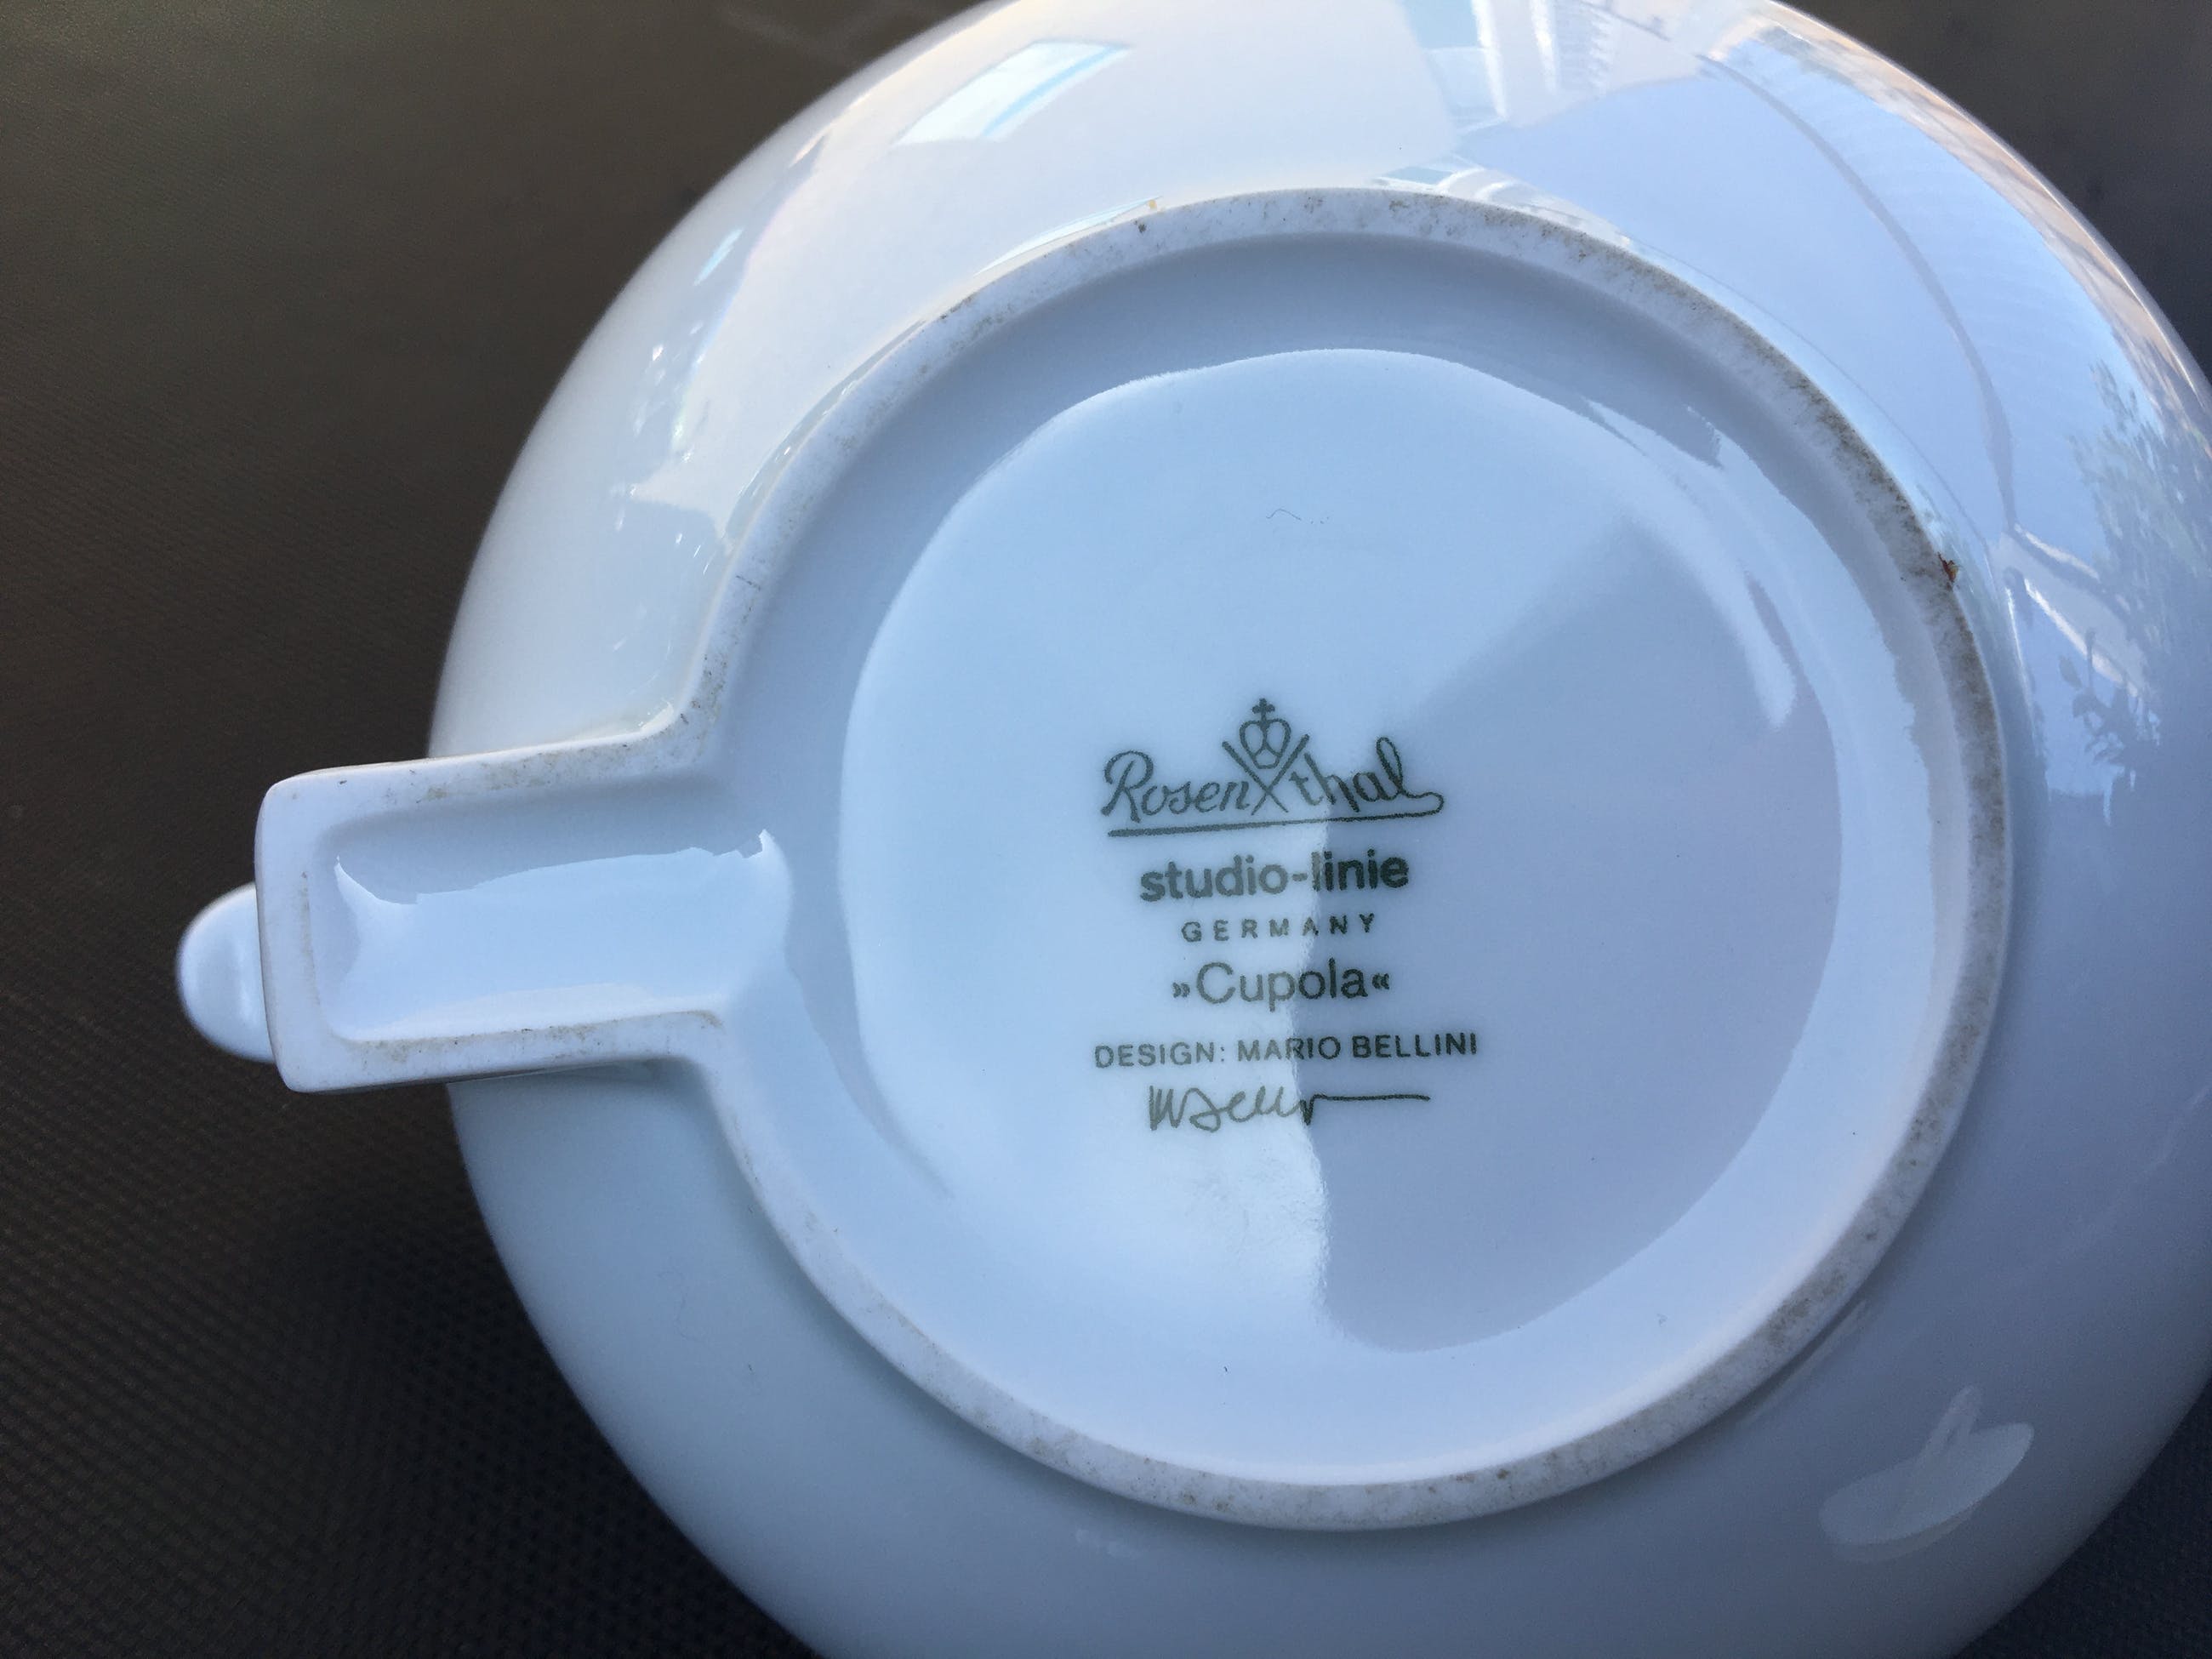 Rosenthal
studio-linie
GERMANY
»Cupola«
DESIGN: MARIO BELLINI